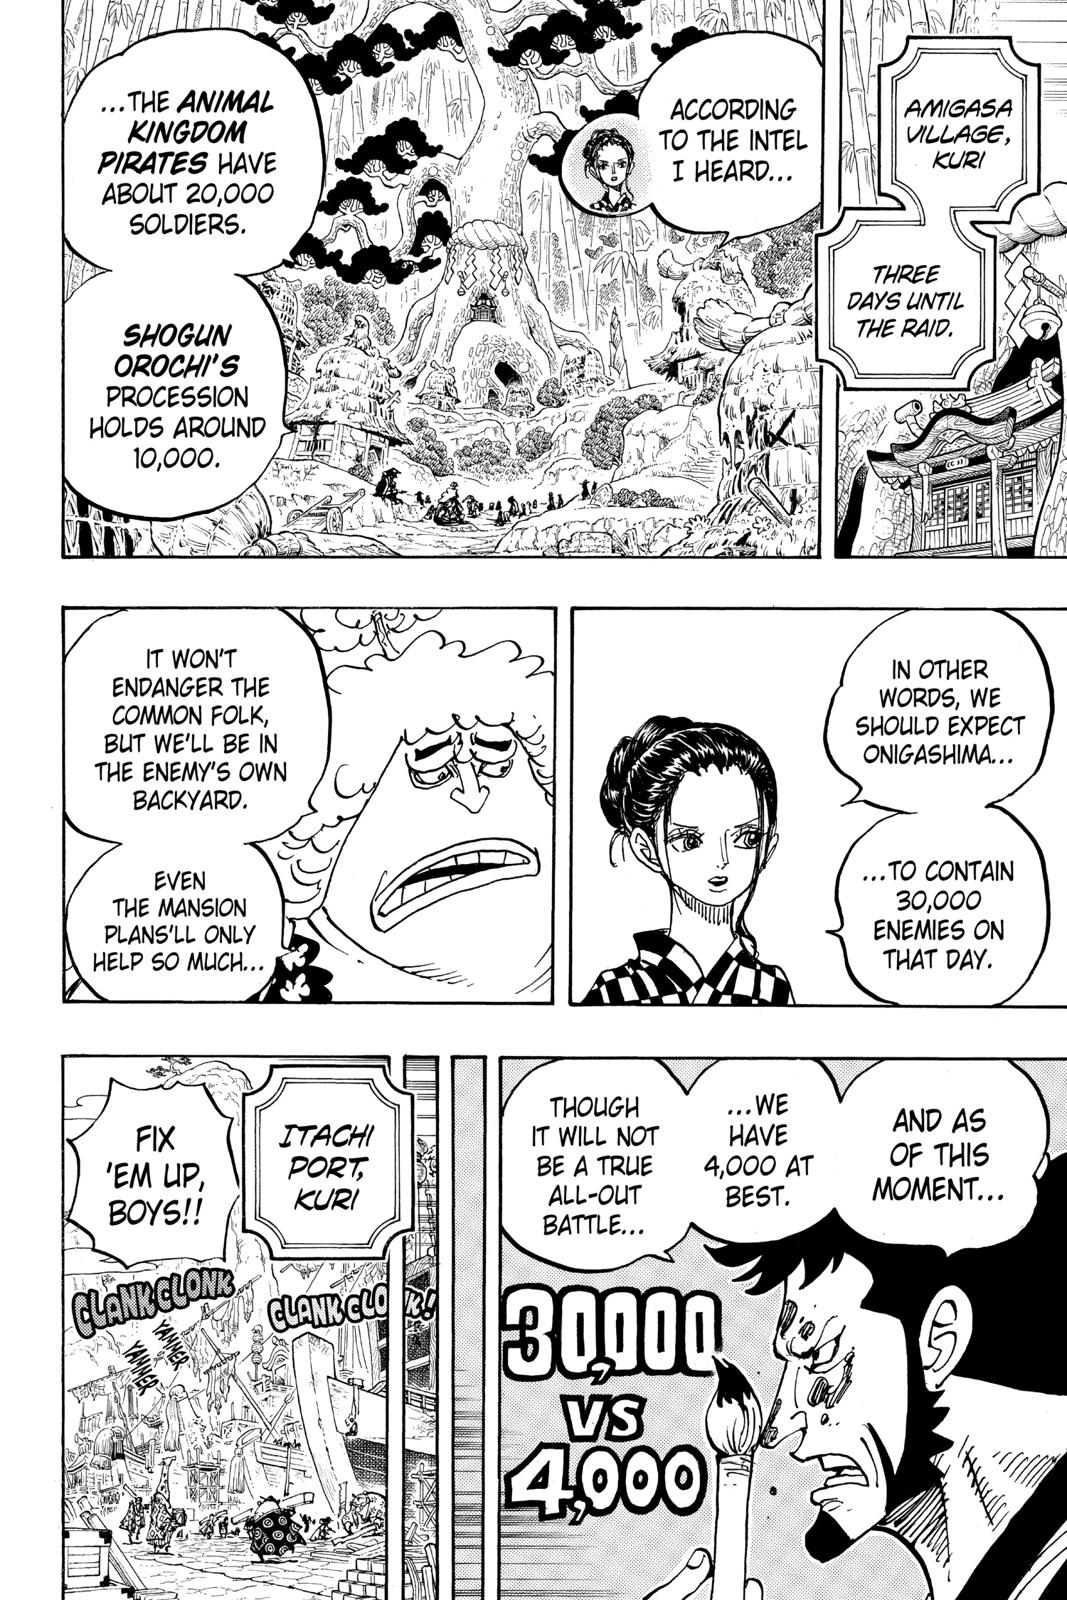 AMIGASA
VILLAGE,
KURI
THREE
DAYS UNTIL
THE RAID.
ACCORDING
TO THE INTEL
I HEARD...
...THE ANIMAL
KINGDOM
PIRATES HAVE
ABOUT 20,000
SOLDIERS.
SHOGUN
OROCHI'S
PROCESSION
HOLDS AROUND
10,000.
IN OTHER
WORDS, WE
SHOULD EXPECT
ONIGASHIMA...
...TO CONTAIN
30,000
ENEMIES ON
THAT DAY.
IT WON'T
ENDANGER THE
COMMON FOLK,
BUT WE'LL BE IN
THE ENEMY'S OWN
BACKYARD.
EVEN
THE MANSION
PLANS'LL ONLY
HELP SO MUCH...
AND AS
OF THIS
MOMENT...
...WE
HAVE
4,000 AT
BEST.
THOUGH
IT WILL NOT
BE A TRUE
ALL-OUT
BATTLE...
30,000
VS
4,000
ITACHI
PORT,
KURI
FIX
'EM UP,
BOYS!!
CLANK CLONK
CLANK CLONK!
YAMMER
YAMMER